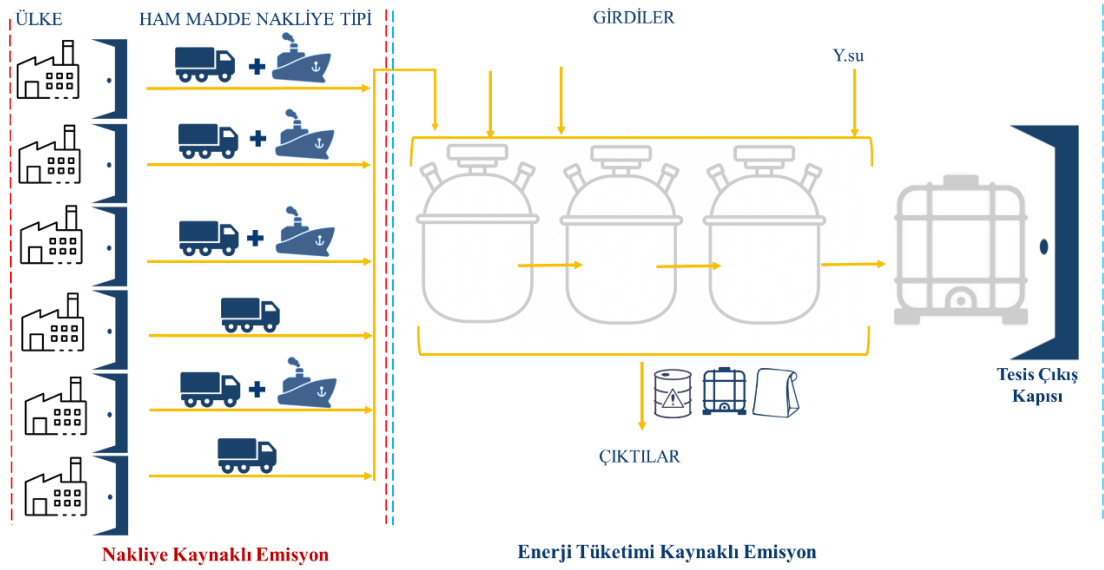 ÜLKE
HAM MADDE NAKLİYE TİPİ
GİRDİLER
Y.su
Tesis Çıkış
Kapısı
ÇIKTILAR
Nakliye Kaynaklı Emisyon
Enerji Tüketimi Kaynaklı Emisyon